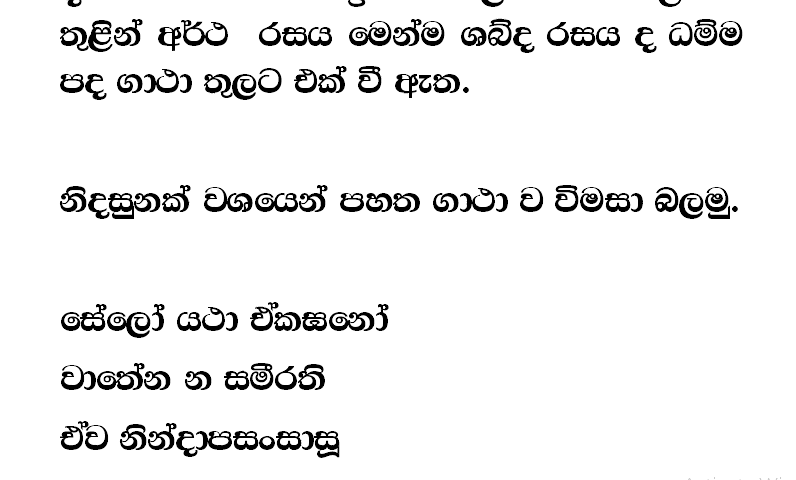 තුළින් අර්ථ රසය මෙන්ම ශබ්ද රසය ද ධම්ම
පද ගාථා තුලට එක් වී ඇත.
නිදසුනක් වශයෙන් පහත ගාථා ව විමසා බලමු.
සේලෝ යථා ඒකඝනෝ
වාතේන න සමීරති
ඒව නින්දාපසංසාසූ